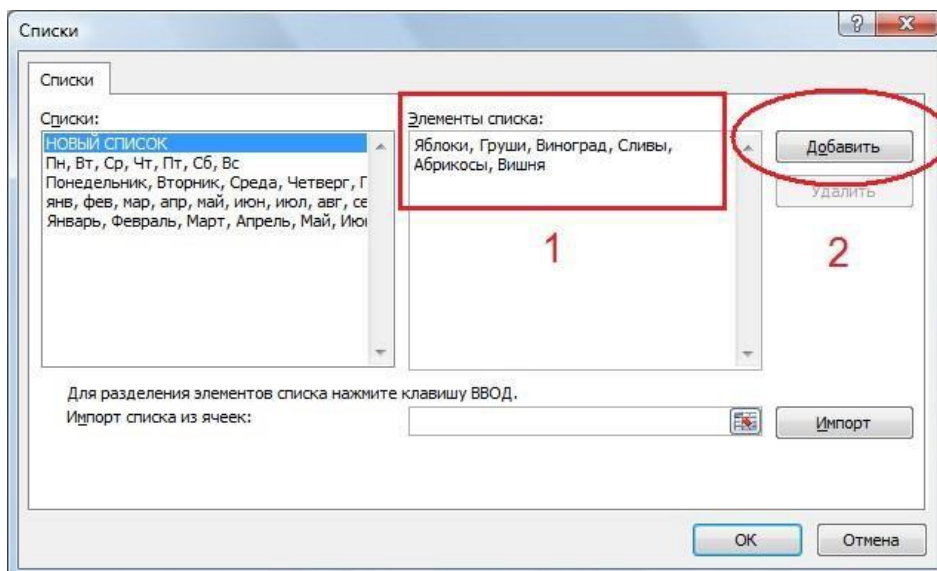 Списки
Списки
Списки:
НОВЫЙ СПИСОК
Пн, Вт, Ср, Чт, Пт, Сб, Вс
Понедельник, Вторник, Среда, Четверг, П
янв, фев, мар, апр, май, июн, июл, авг, се
Январь, Февраль, Март, Апрель, Май, Ию
Элементы списка:
Яблоки, Груши, Виноград, Сливы,
Абрикосы, Вишня
Добавить
Удалить
1
2
Для разделения элементов списка нажмите клавишу ВВОД.
Импорт списка из ячеек:
Импорт
ОК
Отмена